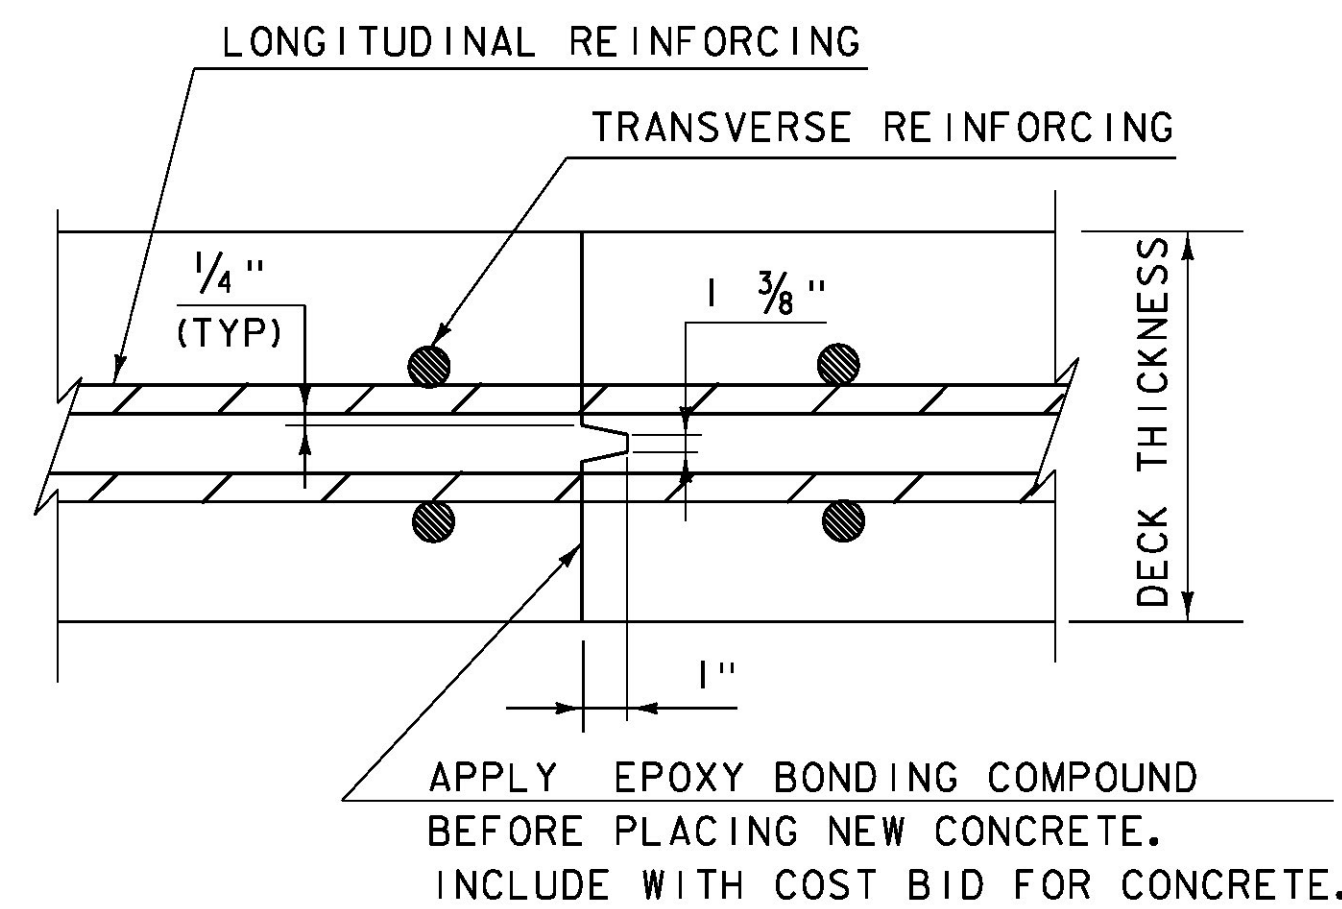 LONGITUDINAL REINFORCING
TRANSVERSE REINFORCING
1/4"
(TYP)
1 3/8"
DECK THICKNESS
1"
APPLY EPOXY BONDING COMPOUND
BEFORE PLACING NEW CONCRETE.
INCLUDE WITH COST BID FOR CONCRETE.